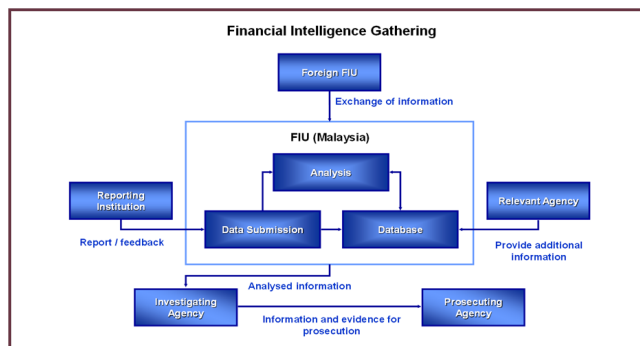 Financial Intelligence Gathering
Foreign FIU
Exchange of information
FIU (Malaysia)
Analysis
Reporting
Institution
Relevant Agency
Data Submission
Database
Report / feedback
Provide additional
information
Analysed information
Investigating
Agency
Prosecuting
Agency
Information and evidence for
prosecution